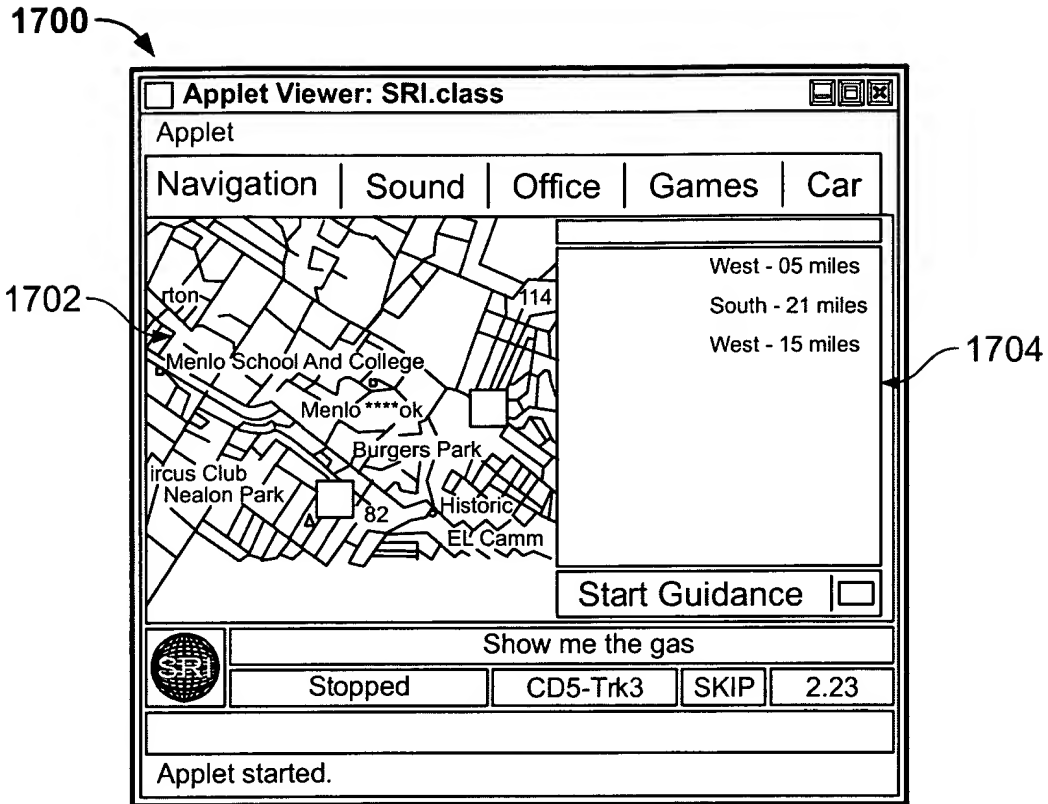 1700
Applet Viewer: SRI.class
Applet
Navigation | Sound | Office | Games | Car
rton
114
1702
Menlo School And College
Menlo ****ok
Burgers Park
ircus Club
Nealon Park
82
Historic
EL Camm
West - 05 miles
South - 21 miles
West - 15 miles
1704
Start Guidance
SRI
Show me the gas
Stopped
CD5-Trk3
SKIP
2.23
Applet started.